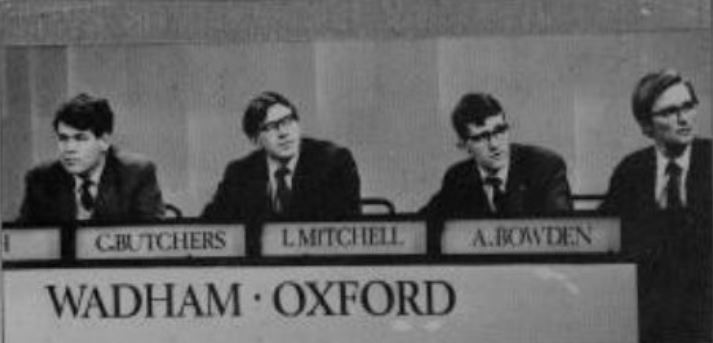 C.BUTCHERS I.MITCHELL A.BOWDEN
WADHAM · OXFORD